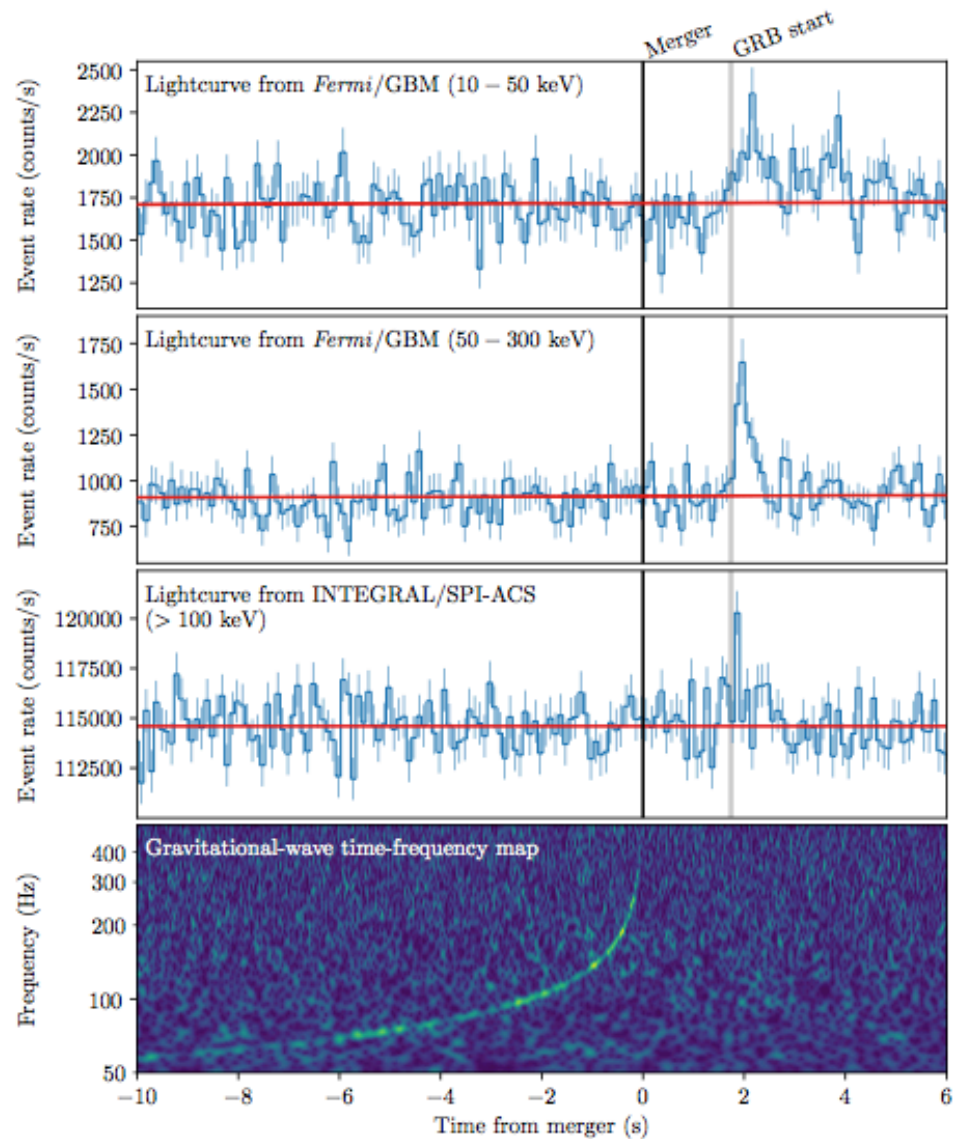 Merger
GRB start
Lightcurve from Fermi/GBM (10 − 50 keV)
Event rate (counts/s)
2500
2250
2000
1750
1500
1250
Lightcurve from Fermi/GBM (50 − 300 keV)
Event rate (counts/s)
1750
1500
1250
1000
750
Lightcurve from INTEGRAL/SPI-ACS
(> 100 keV)
Event rate (counts/s)
120000
117500
115000
112500
Gravitational-wave time-frequency map
Frequency (Hz)
400
300
200
100
50
−10 −8 −6 −4 −2 0 2 4 6
Time from merger (s)